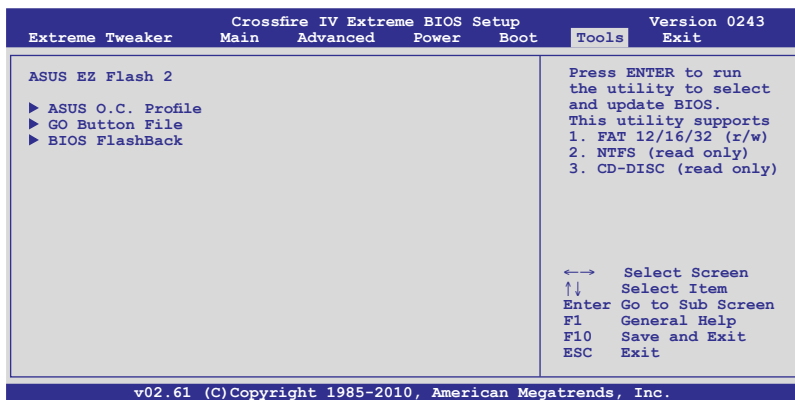 Crossfire IV Extreme BIOS Setup Version 0243
Extreme Tweaker Main Advanced Power Boot Tools Exit
ASUS EZ Flash 2
▶ ASUS O.C. Profile
▶ GO Button File
▶ BIOS FlashBack
Press ENTER to run
the utility to select
and update BIOS.
This utility supports
1. FAT 12/16/32 (r/w)
2. NTFS (read only)
3. CD-DISC (read only)
←→ Select Screen
↑↓ Select Item
Enter Go to Sub Screen
F1 General Help
F10 Save and Exit
ESC Exit
v02.61 (C)Copyright 1985-2010, American Megatrends, Inc.